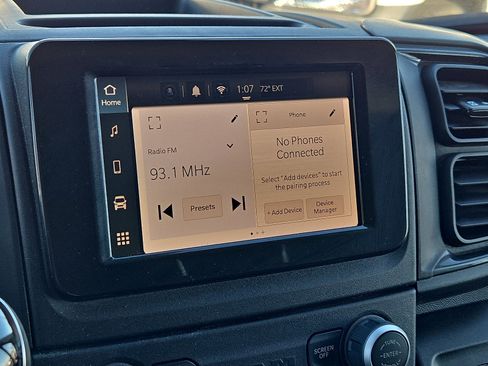 1:07 72° EXT
Home
Phone
Radio FM
93.1 MHz
Presets
No Phones
Connected
Select "Add devices" to start
the pairing process
+ Add Device
Device
Manager
SCREEN
OFF
TUNE
ENTER